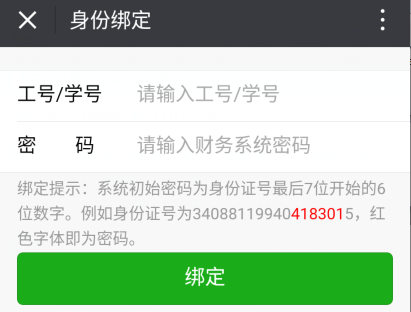 身份绑定
工号/学号 请输入工号/学号
密 码 请输入财务系统密码
绑定提示：系统初始密码为身份证号最后7位开始的6
位数字。例如身份证号为340881199404183015，红
色字体即为密码。
绑定